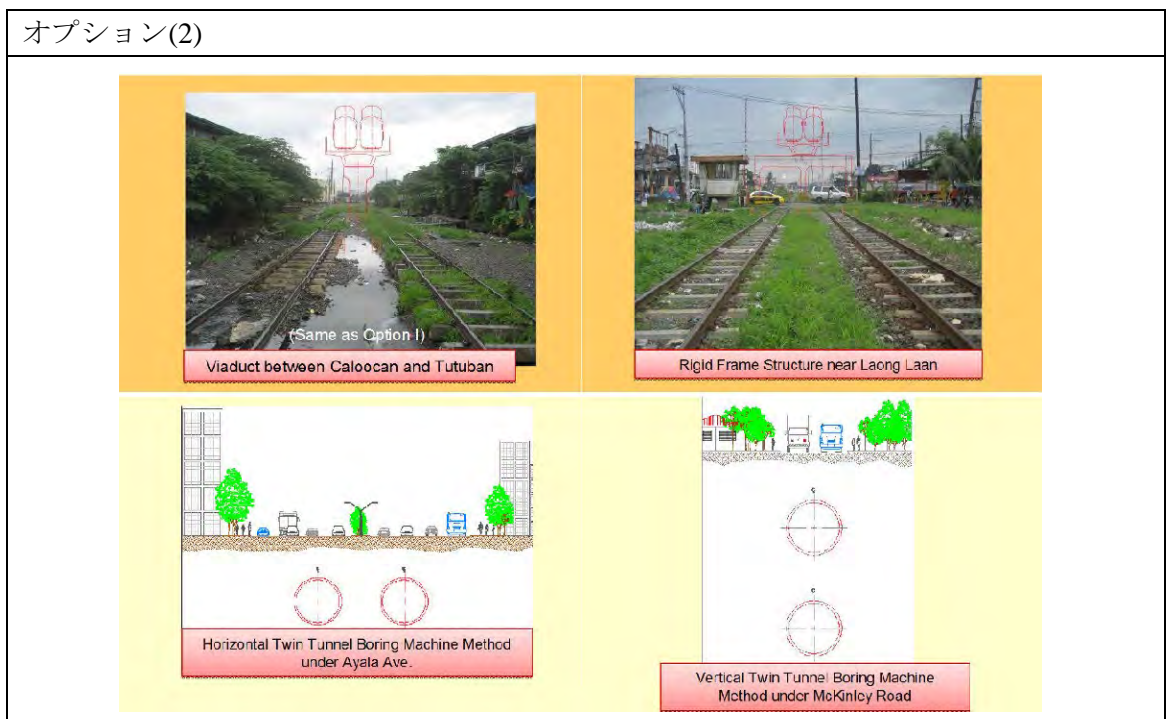 オプション(2)
(Same as Option I)
Viaduct between Caloocan and Tutuban
Rigid Frame Structure near Laong Laan
Horizontal Twin Tunnel Boring Machine Method
under Ayala Ave.
Vertical Twin Tunnel Boring Machine
Method under McKinley Road